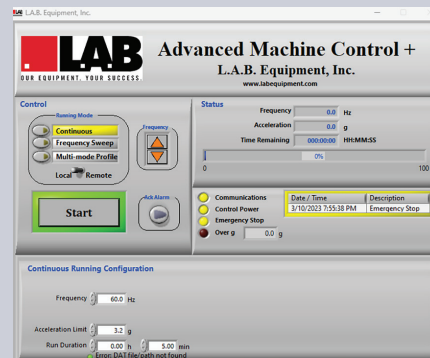 L.A.B. Equipment, Inc.
LAB
OUR EQUIPMENT. YOUR SUCCESS.
Advanced Machine Control +
L.A.B. Equipment, Inc.
www.labequipment.com
Control
Running Mode
Continuous
Frequency Sweep
Multi-mode Profile
Local Remote
Frequency
Start
Ack Alarm
Status
Frequency 0.0 Hz
Acceleration 0.0 g
Time Remaining 000:00:00 HH:MM:SS
0%
0 100
Communications
Control Power
Emergency Stop
Over g 0.0 g
Date / Time Description
3/10/2023 7:55:38 PM Emergency Stop
Continuous Running Configuration
Frequency 60.0 Hz
Acceleration Limit 3.2 g
Run Duration 0.00 h 5.00 min
Error: DAT file/path not found